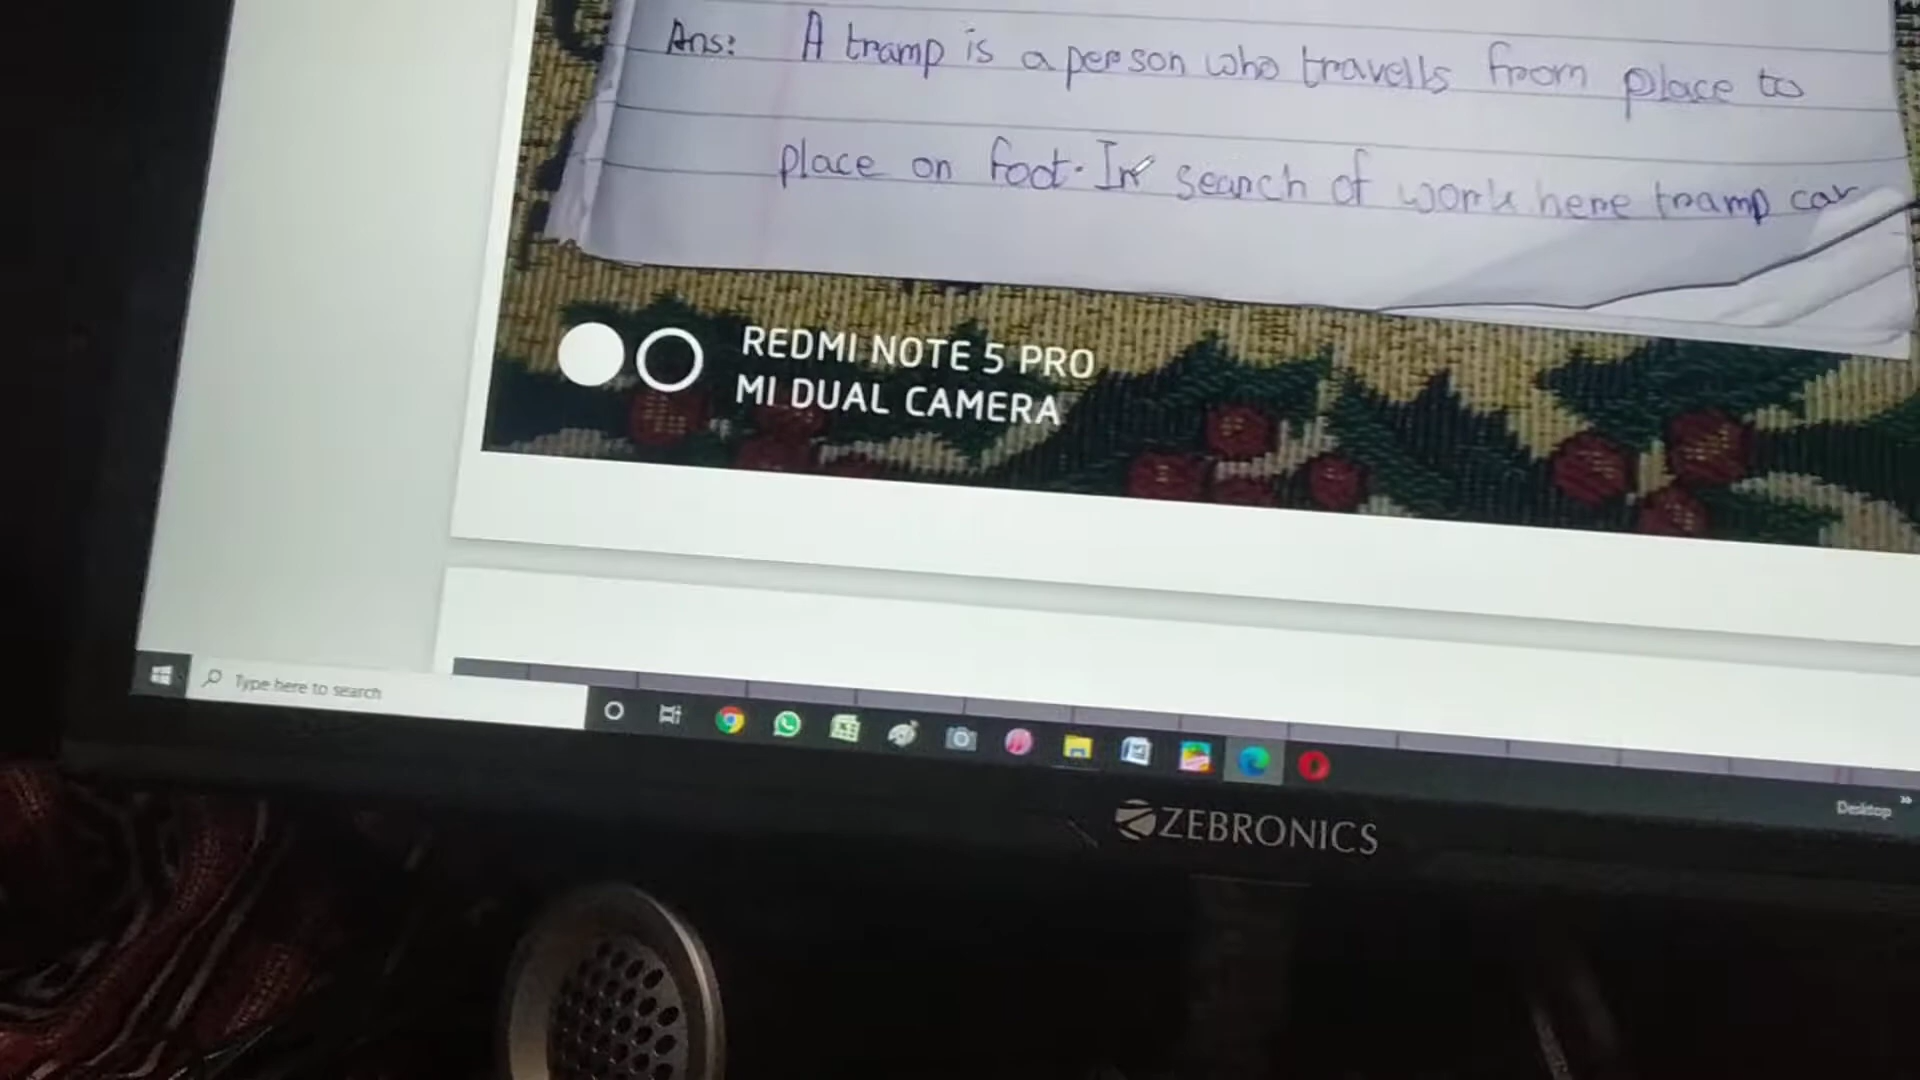 Ans: A tramp is a person who travells from place to
place on foot. In search of work here tramp can
REDMI NOTE 5 PRO
MI DUAL CAMERA
Type here to search
Desktop
ZEBRONICS